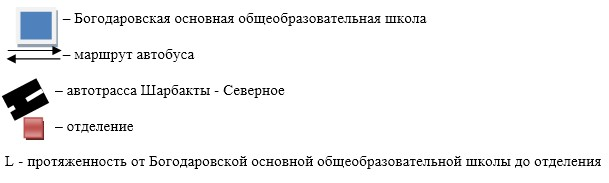 – Богодаровская основная общеобразовательная школа
– маршрут автобуса
– автотрасса Шарбакты - Северное
– отделение
L - протяженность от Богодаровской основной общеобразовательной школы до отделения